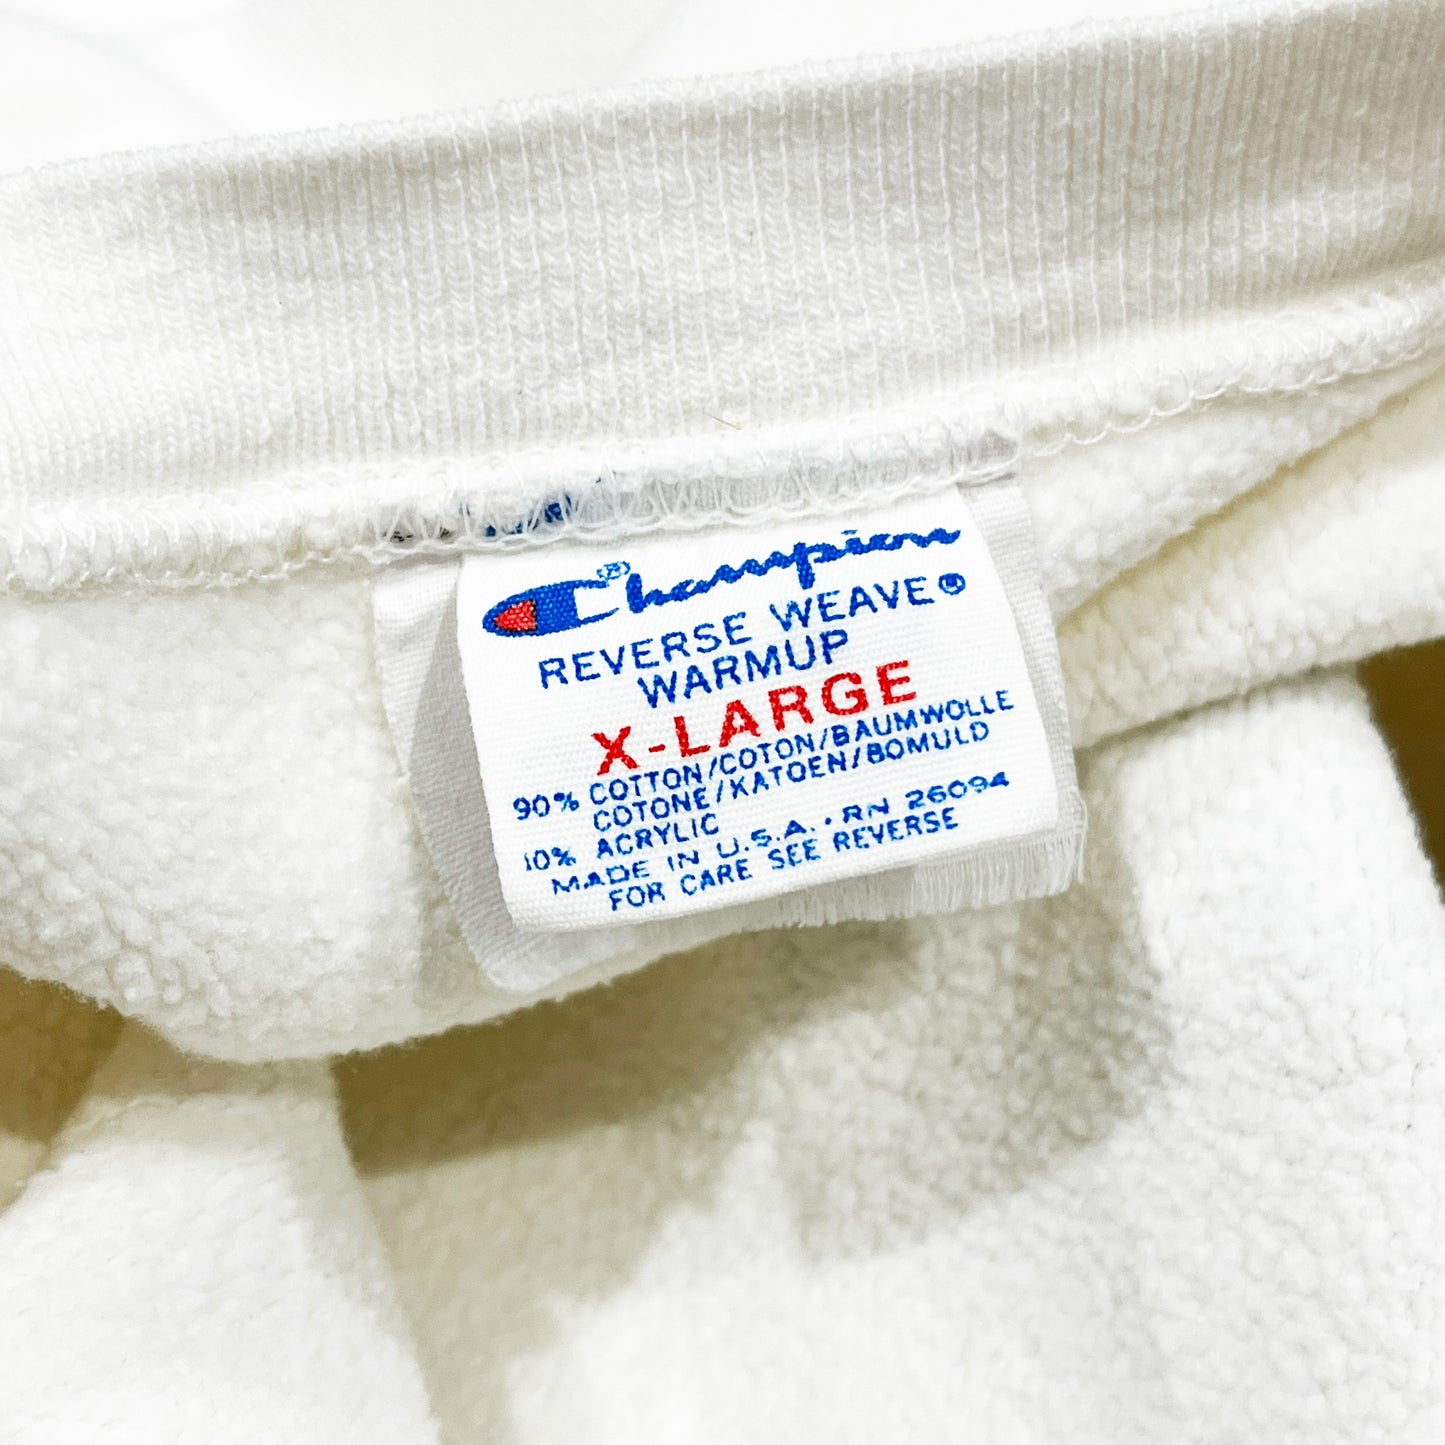 Champion®
REVERSE WEAVE®
WARMUP
X-LARGE
90% COTTON/COTON/BAUMWOLLE
COTONE/KATOEN/BOMULD
10% ACRYLIC
MADE IN U.S.A. · RN 26094
FOR CARE SEE REVERSE